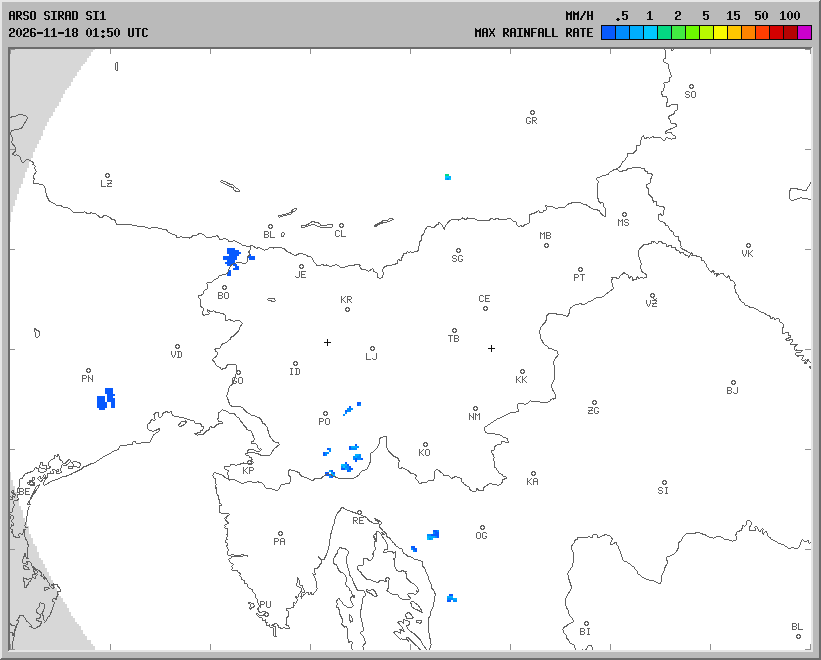 ARSO SIRAD SI1
2026-11-18 01:50 UTC
MM/H .5 1 2 5 15 50 100
MAX RAINFALL RATE
SO
GR
LZ
MS
BL
CL
MB
VK
SG
JE
PT
BO
KR
CE
VZ
TB
VD
LJ
ID
PN
GO
KK
BJ
ZG
NM
PO
KO
KP
KA
BE
SI
RE
OG
PA
PU
BI
BL